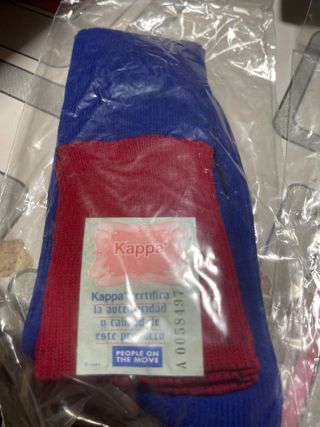 Kappa
Kappa certifica
la autenticidad
y calidad de
este producto
PEOPLE ON
THE MOVE
A 0058497